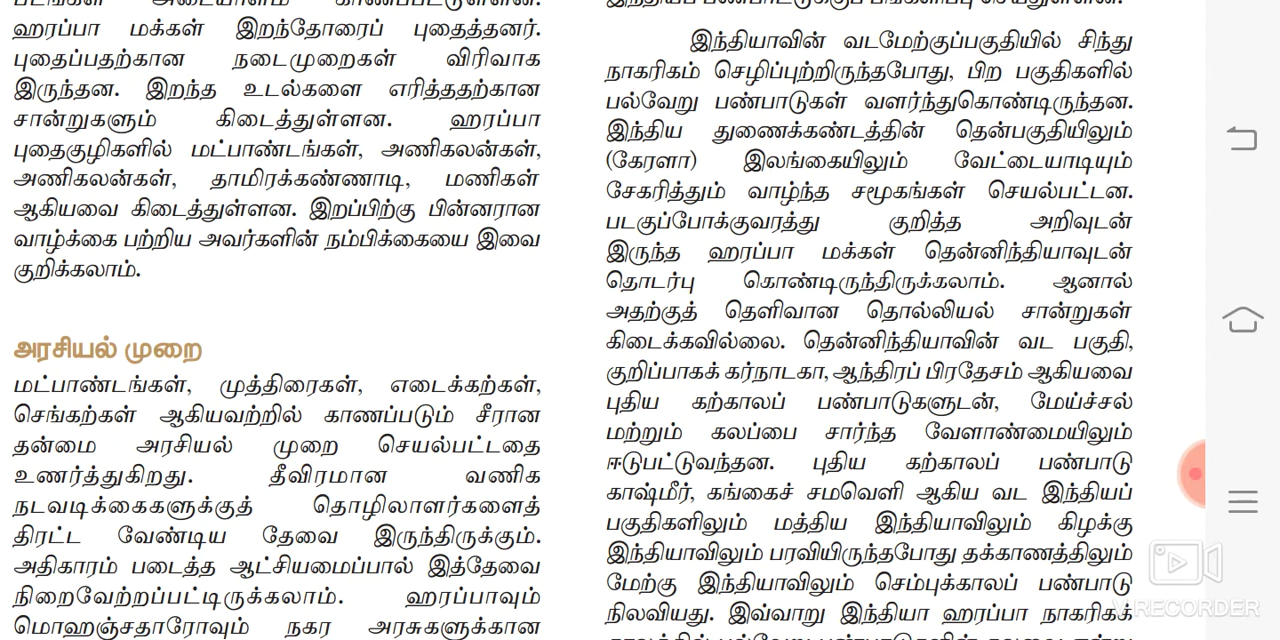 ஹரப்பா மக்கள் இறந்தோரைப் புதைத்தனர்.
புதைப்பதற்கான நடைமுறைகள் விரிவாக
இருந்தன. இறந்த உடல்களை எரித்ததற்கான
சான்றுகளும் கிடைத்துள்ளன. ஹரப்பா
புதைகுழிகளில் மட்பாண்டங்கள், அணிகலன்கள்,
அணிகலன்கள், தாமிரக்கண்ணாடி, மணிகள்
ஆகியவை கிடைத்துள்ளன. இறப்பிற்கு பின்னரான
வாழ்க்கை பற்றிய அவர்களின் நம்பிக்கையை இவை
குறிக்கலாம்.
அரசியல் முறை
மட்பாண்டங்கள், முத்திரைகள், எடைக்கற்கள்,
செங்கற்கள் ஆகியவற்றில் காணப்படும் சீரான
தன்மை அரசியல் முறை செயல்பட்டதை
உணர்த்துகிறது. தீவிரமான வணிக
நடவடிக்கைகளுக்குத் தொழிலாளர்களைத்
திரட்ட வேண்டிய தேவை இருந்திருக்கும்.
அதிகாரம் படைத்த ஆட்சியமைப்பால் இத்தேவை
நிறைவேற்றப்பட்டிருக்கலாம். ஹரப்பாவும்
மொஹஞ்சதாரோவும் நகர அரசுகளுக்கான
இந்தியாவின் வடமேற்குப்பகுதியில் சிந்து
நாகரிகம் செழிப்புற்றிருந்தபோது, பிற பகுதிகளில்
பல்வேறு பண்பாடுகள் வளர்ந்துகொண்டிருந்தன.
இந்திய துணைக்கண்டத்தின் தென்பகுதியிலும்
(கேரளா) இலங்கையிலும் வேட்டையாடியும்
சேகரித்தும் வாழ்ந்த சமூகங்கள் செயல்பட்டன.
படகுப்போக்குவரத்து குறித்த அறிவுடன்
இருந்த ஹரப்பா மக்கள் தென்னிந்தியாவுடன்
தொடர்பு கொண்டிருந்திருக்கலாம். ஆனால்
அதற்குத் தெளிவான தொல்லியல் சான்றுகள்
கிடைக்கவில்லை. தென்னிந்தியாவின் வட பகுதி,
குறிப்பாகக் கர்நாடகா, ஆந்திரப் பிரதேசம் ஆகியவை
புதிய கற்காலப் பண்பாடுகளுடன், மேய்ச்சல்
மற்றும் கலப்பை சார்ந்த வேளாண்மையிலும்
ஈடுபட்டுவந்தன. புதிய கற்காலப் பண்பாடு
காஷ்மீர், கங்கைச் சமவெளி ஆகிய வட இந்தியப்
பகுதிகளிலும் மத்திய இந்தியாவிலும் கிழக்கு
இந்தியாவிலும் பரவியிருந்தபோது தக்காணத்திலும்
மேற்கு இந்தியாவிலும் செம்புக்காலப் பண்பாடு
நிலவியது. இவ்வாறு இந்தியா ஹரப்பா நாகரிகக்
V RECORDER